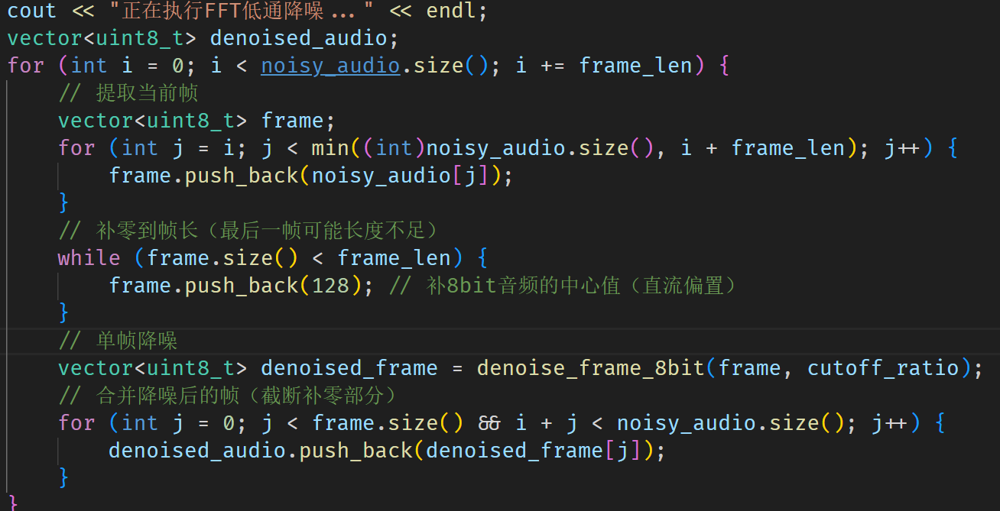 cout << "正在执行FFT低通降噪..." << endl;
vector<uint8_t> denoised_audio;
for (int i = 0; i < noisy_audio.size(); i += frame_len) {
    // 提取当前帧
    vector<uint8_t> frame;
    for (int j = i; j < min((int)noisy_audio.size(), i + frame_len); j++) {
        frame.push_back(noisy_audio[j]);
    }
    // 补零到帧长（最后一帧可能长度不足）
    while (frame.size() < frame_len) {
        frame.push_back(128); // 补8bit音频的中心值（直流偏置）
    }
    // 单帧降噪
    vector<uint8_t> denoised_frame = denoise_frame_8bit(frame, cutoff_ratio);
    // 合并降噪后的帧（截断补零部分）
    for (int j = 0; j < frame.size() && i + j < noisy_audio.size(); j++) {
        denoised_audio.push_back(denoised_frame[j]);
    }
}